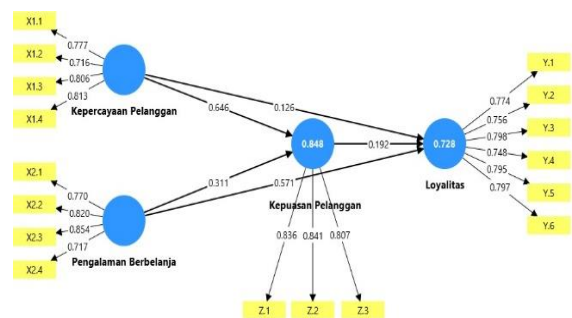 X1.1
0.777
X1.2
0.716
X1.3
0.806
X1.4
0.813
Kepercayaan Pelanggan
0.646
0.126
0.848
0.192
0.728
Loyalitas
Y.1
0.774
Y.2
0.756
Y.3
0.798
Y.4
0.748
Y.5
0.795
Y.6
0.797
X2.1
0.770
X2.2
0.820
X2.3
0.854
X2.4
0.717
Pengalaman Berbelanja
0.311
0.571
Kepuasan Pelanggan
0.836
0.841
0.807
Z.1
Z.2
Z.3